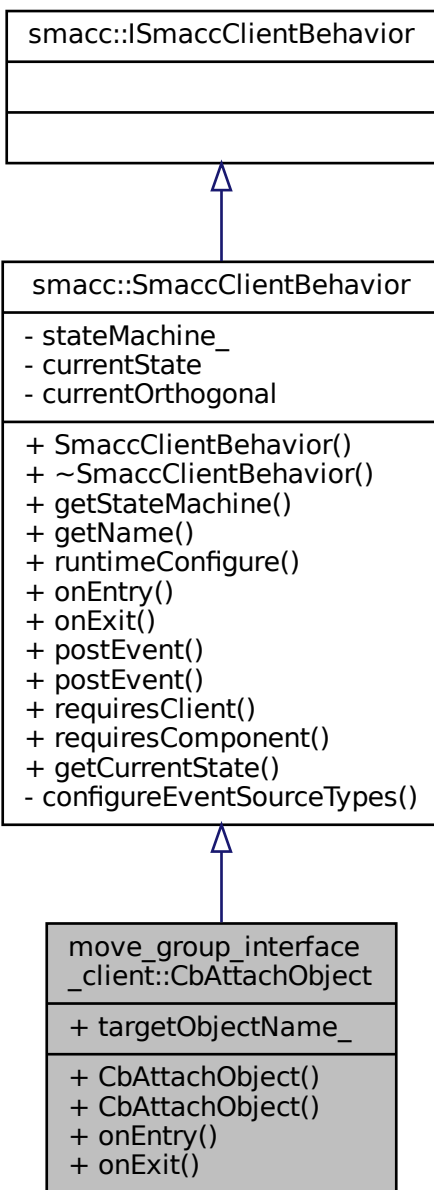 smacc::ISmaccClientBehavior
smacc::SmaccClientBehavior
- stateMachine_
- currentState
- currentOrthogonal
+ SmaccClientBehavior()
+ ~SmaccClientBehavior()
+ getStateMachine()
+ getName()
+ runtimeConfigure()
+ onEntry()
+ onExit()
+ postEvent()
+ postEvent()
+ requiresClient()
+ requiresComponent()
+ getCurrentState()
- configureEventSourceTypes()
move_group_interface
_client::CbAttachObject
+ targetObjectName_
+ CbAttachObject()
+ CbAttachObject()
+ onEntry()
+ onExit()